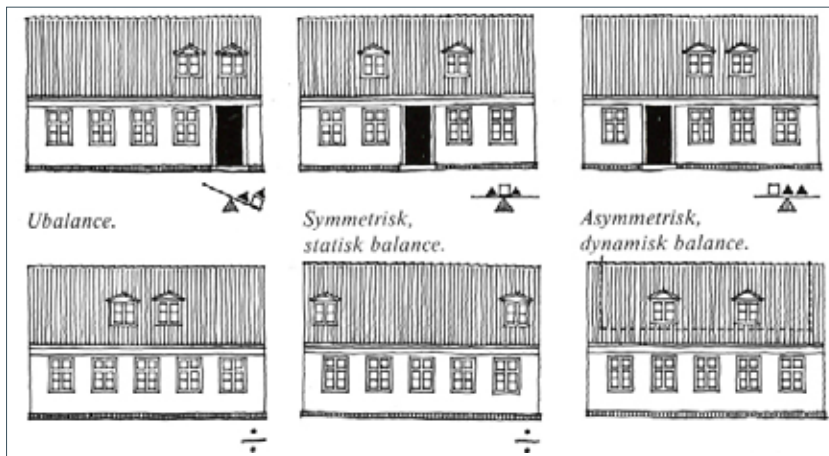 Ubalance.
Symmetrisk,
statisk balance.
Asymmetrisk,
dynamisk balance.